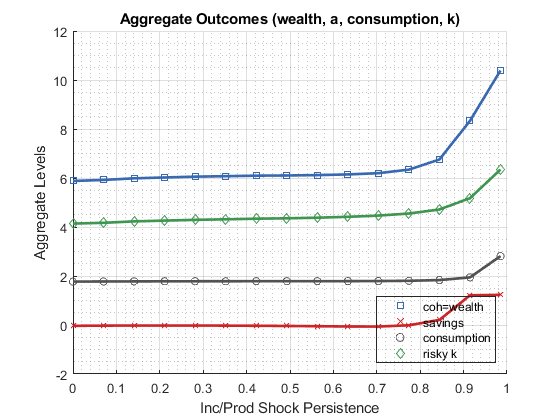 Aggregate Outcomes (wealth, a, consumption, k)
12
10
8
6
4
2
0
-2
Aggregate Levels
coh=wealth
savings
consumption
risky k
0 0.1 0.2 0.3 0.4 0.5 0.6 0.7 0.8 0.9 1
Inc/Prod Shock Persistence